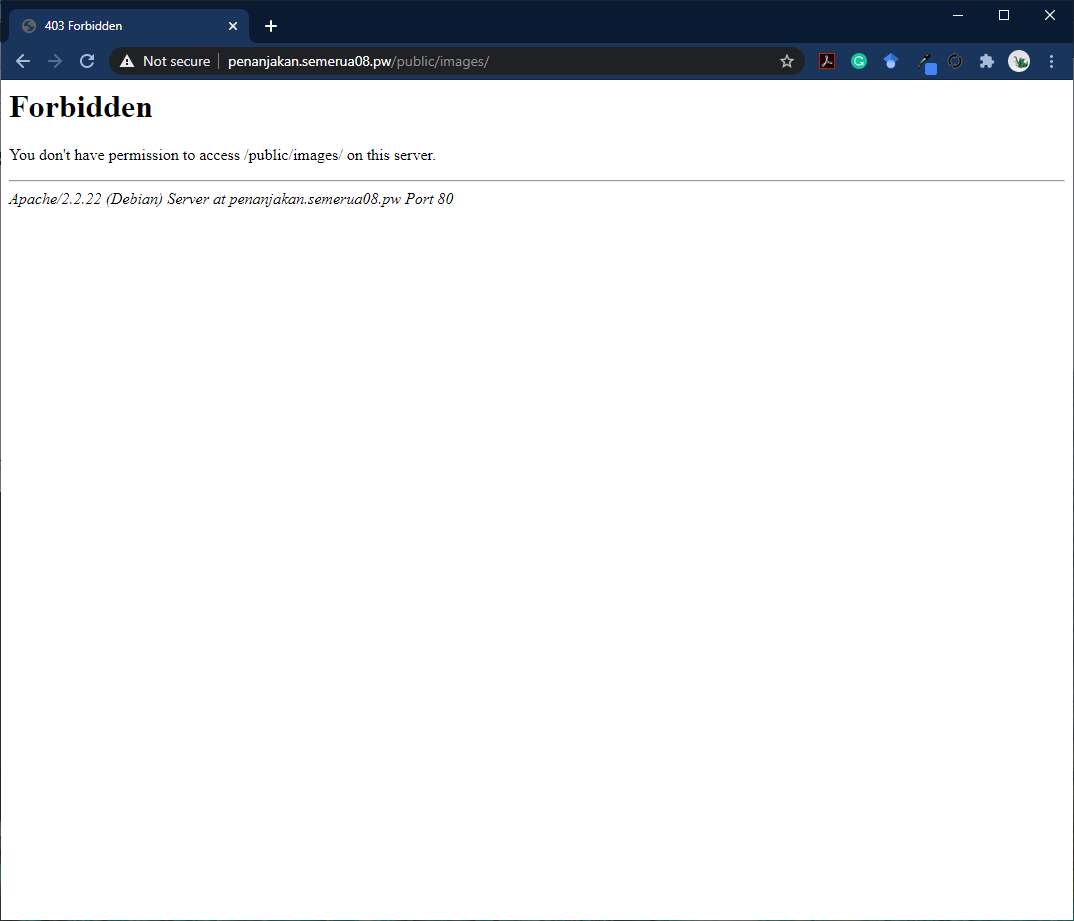 403 Forbidden
Not secure penanjakan.semerua08.pw/public/images/
Forbidden
You don't have permission to access /public/images/ on this server.
Apache/2.2.22 (Debian) Server at penanjakan.semerua08.pw Port 80